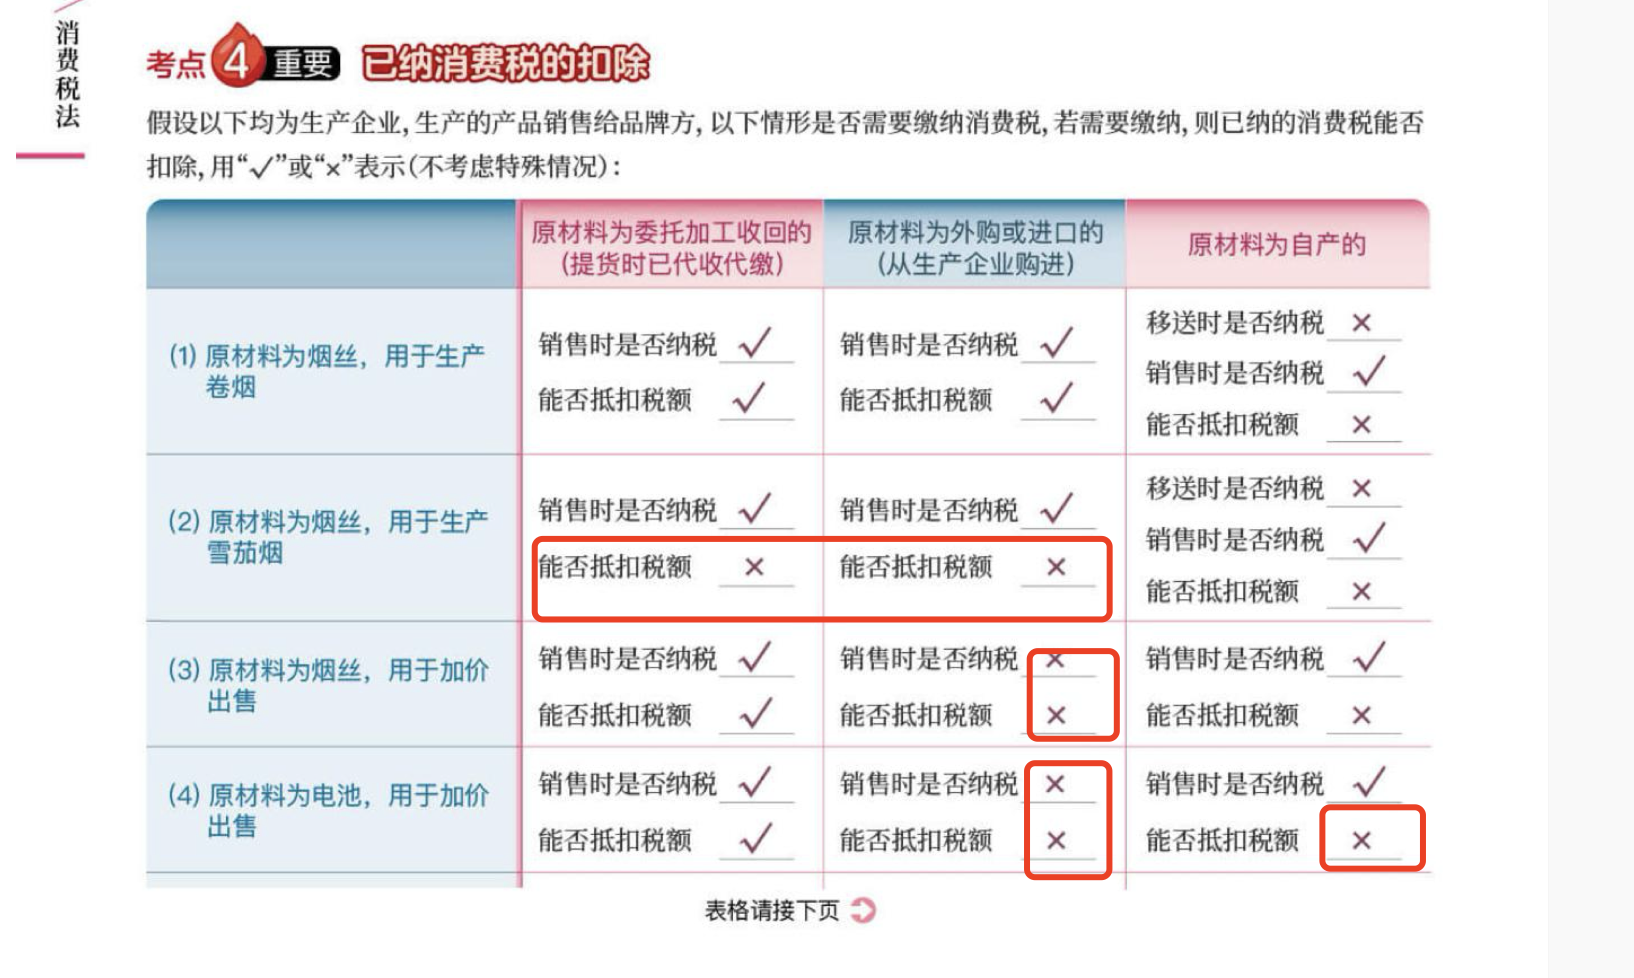 消费税法
考点4 重要 已纳消费税的扣除
假设以下均为生产企业,生产的产品销售给品牌方,以下情形是否需要缴纳消费税,若需要缴纳,则已纳的消费税能否
扣除,用“✓”或“×”表示(不考虑特殊情况):
原材料为委托加工收回的
(提货时已代收代缴)
原材料为外购或进口的
(从生产企业购进)
原材料为自产的
(1) 原材料为烟丝，用于生产
卷烟
销售时是否纳税 ✓
能否抵扣税额 ✓
销售时是否纳税 ✓
能否抵扣税额 ✓
移送时是否纳税 ×
销售时是否纳税 ✓
能否抵扣税额 ×
(2) 原材料为烟丝，用于生产
雪茄烟
销售时是否纳税 ✓
能否抵扣税额 ×
销售时是否纳税 ✓
能否抵扣税额 ×
移送时是否纳税 ×
销售时是否纳税 ✓
能否抵扣税额 ×
(3) 原材料为烟丝，用于加价
出售
销售时是否纳税 ✓
能否抵扣税额 ✓
销售时是否纳税 ×
能否抵扣税额 ×
销售时是否纳税 ✓
能否抵扣税额 ×
(4) 原材料为电池，用于加价
出售
销售时是否纳税 ✓
能否抵扣税额 ✓
销售时是否纳税 ×
能否抵扣税额 ×
销售时是否纳税 ✓
能否抵扣税额 ×
表格请接下页